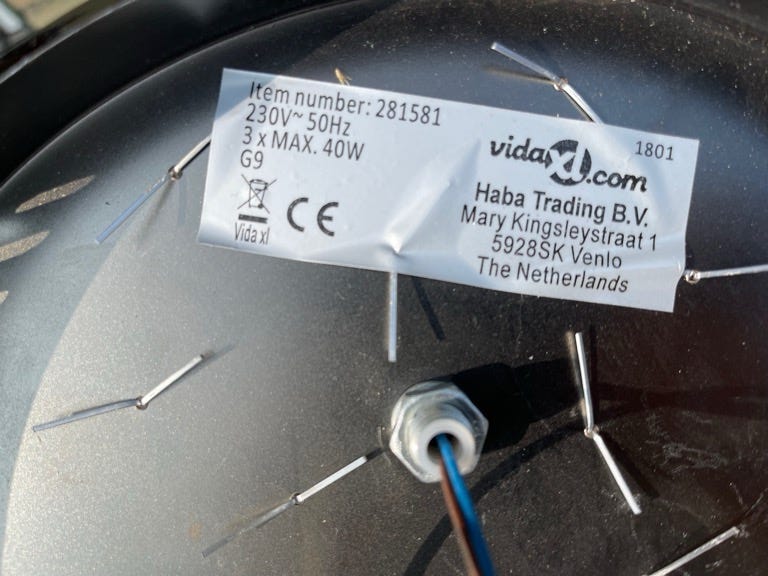 Item number: 281581
230V~ 50Hz
3 x MAX. 40W
G9
CE
Vida xl
1801
vidaXL.com
Haba Trading B.V.
Mary Kingsleystraat 1
5928SK Venlo
The Netherlands